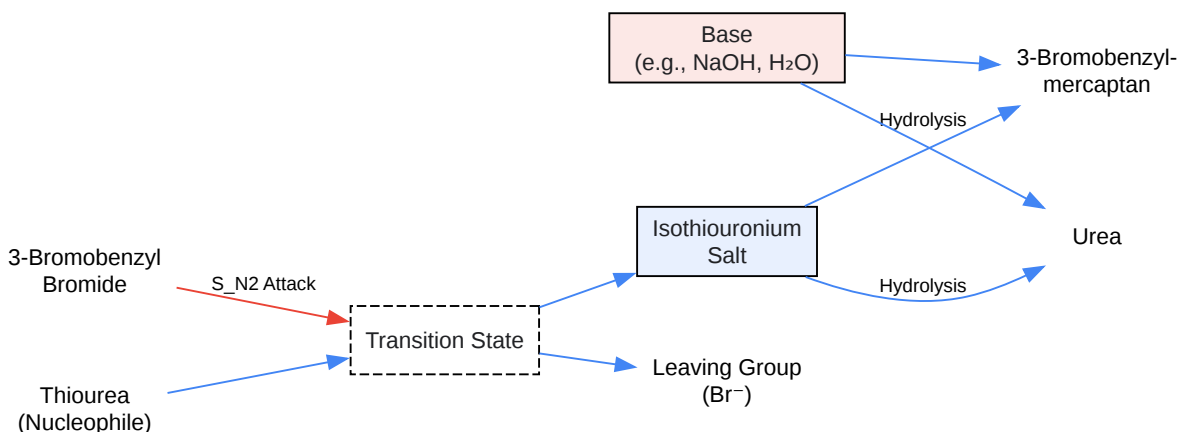 Base
(e.g., NaOH, H₂O)
3-Bromobenzyl-
mercaptan
Hydrolysis
Isothiouronium
Salt
Urea
3-Bromobenzyl
Bromide
S_N2 Attack
Hydrolysis
Transition State
Leaving Group
(Br⁻)
Thiourea
(Nucleophile)